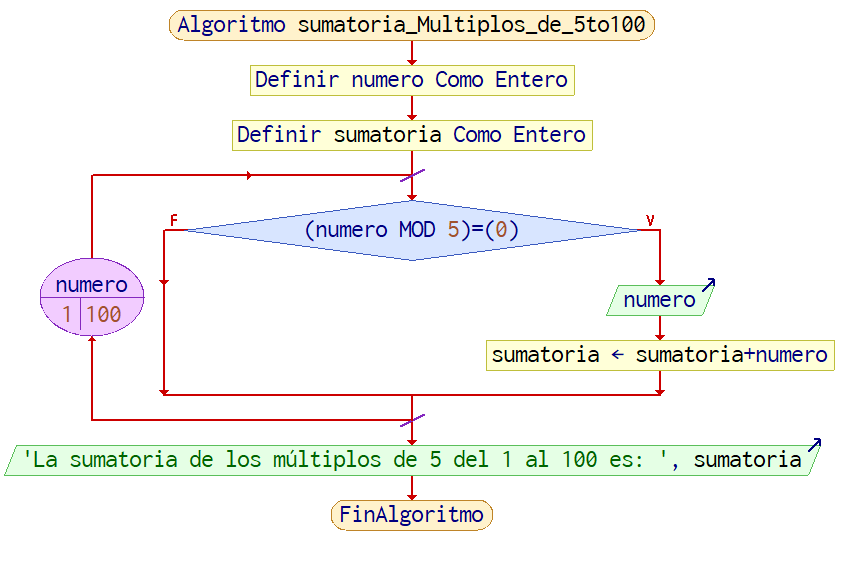 Algoritmo sumatoria_Multiplos_de_5to100
Definir numero Como Entero
Definir sumatoria Como Entero
F
V
(numero MOD 5)=(0)
numero
1 100
numero
sumatoria ← sumatoria+numero
'La sumatoria de los múltiplos de 5 del 1 al 100 es: ', sumatoria
FinAlgoritmo